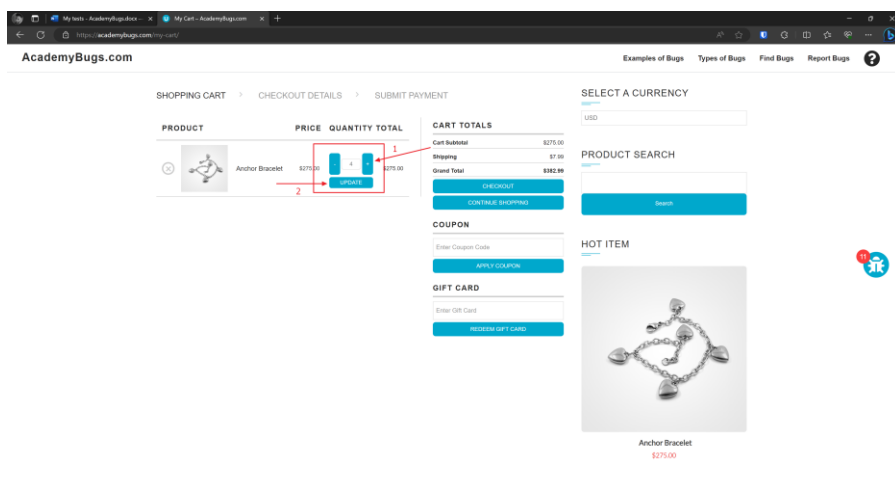 My tests - AcademyBugs.docx -
My Cart – AcademyBugs.com
https://academybugs.com/my-cart/
AcademyBugs.com
Examples of Bugs Types of Bugs Find Bugs Report Bugs ?
SHOPPING CART > CHECKOUT DETAILS > SUBMIT PAYMENT
PRODUCT PRICE QUANTITY TOTAL
1
Anchor Bracelet $275.00 - + $275.00
UPDATE
2
CART TOTALS
Cart Subtotal $275.00
Shipping
Grand Total $382.99
CHECKOUT
CONTINUE SHOPPING
COUPON
Enter Coupon Code
APPLY COUPON
GIFT CARD
Enter Gift Card
REDEEM GIFT CARD
SELECT A CURRENCY
USD
PRODUCT SEARCH
Search
HOT ITEM
11
Anchor Bracelet
$275.00